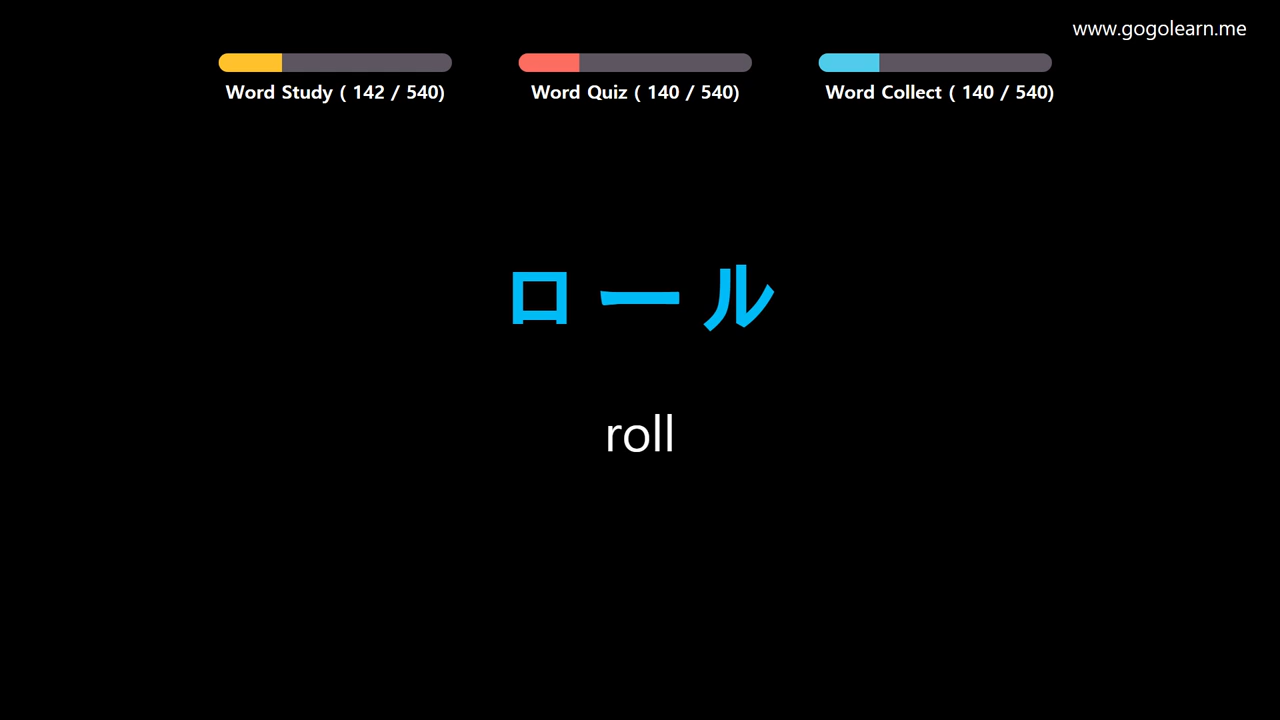 www.gogolearn.me
Word Study ( 142 / 540)
Word Quiz ( 140 / 540)
Word Collect ( 140 / 540)
ロール
roll